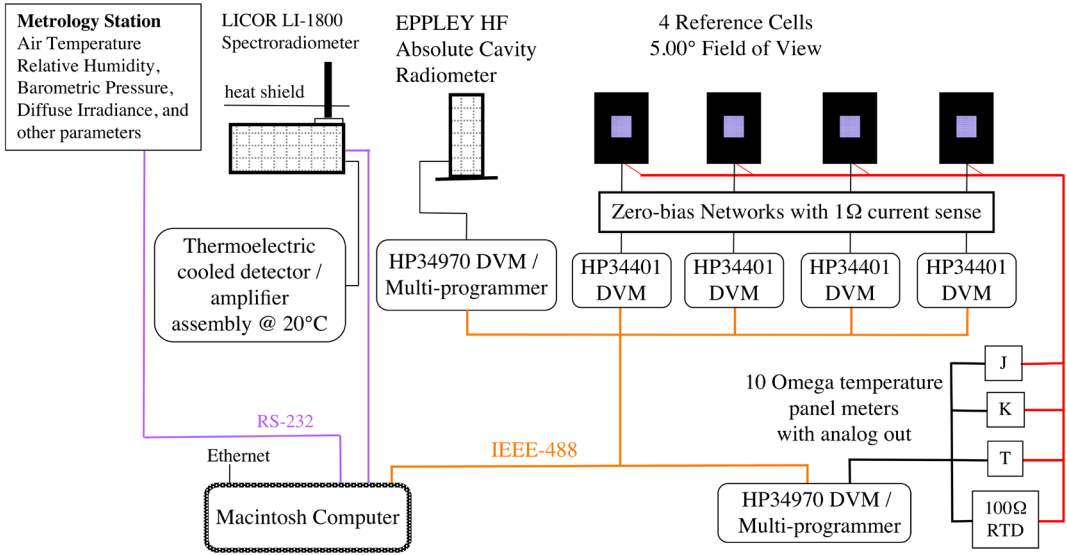 Metrology Station
Air Temperature
Relative Humidity,
Barometric Pressure,
Diffuse Irradiance, and
other parameters
LICOR LI-1800
Spectroradiometer
heat shield
EPPLEY HF
Absolute Cavity
Radiometer
4 Reference Cells
5.00° Field of View
Zero-bias Networks with 1Ω current sense
Thermoelectric
cooled detector /
amplifier
assembly @ 20°C
HP34970 DVM /
Multi-programmer
HP34401
DVM
HP34401
DVM
HP34401
DVM
HP34401
DVM
10 Omega temperature
panel meters
with analog out
J
K
T
100Ω
RTD
RS-232
IEEE-488
Ethernet
Macintosh Computer
HP34970 DVM /
Multi-programmer